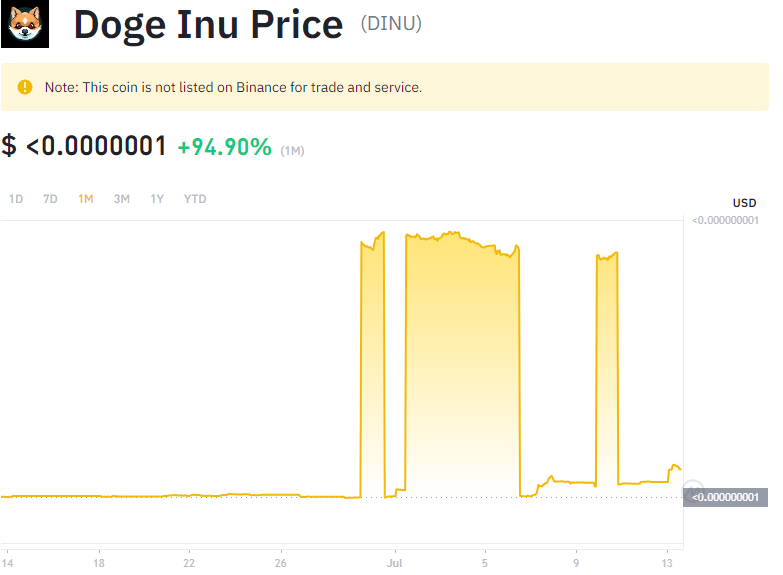 Doge Inu Price (DINU)
Note: This coin is not listed on Binance for trade and service.
$ <0.0000001 +94.90% (1M)
1D 7D 1M 3M 1Y YTD
USD
<0.000000001
<0.000000001
14 18 22 26 Jul 5 9 13